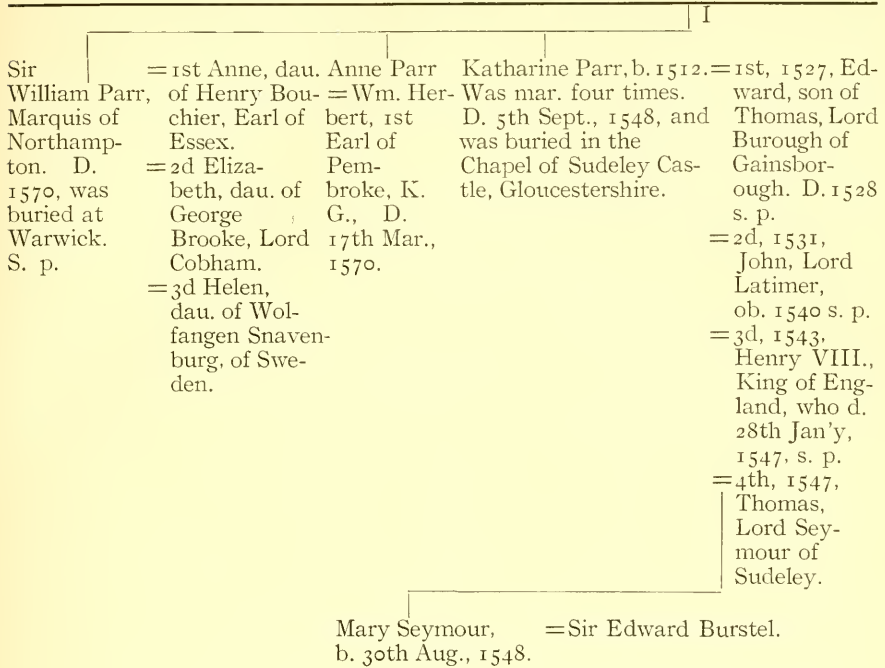 I
Sir
William Parr,
Marquis of
Northamp-
ton. D.
1570, was
buried at
Warwick.
S. p.
=1st Anne, dau.
of Henry Bou-
chier, Earl of
Essex.
=2d Eliza-
beth, dau. of
George
Brooke, Lord
Cobham.
=3d Helen,
dau. of Wol-
fangen Snaven-
burg, of Swe-
den.
Anne Parr
=Wm. Her-
bert, 1st
Earl of
Pem-
broke, K.
G., D.
17th Mar.,
1570.
Katharine Parr, b. 1512.
Was mar. four times.
D. 5th Sept., 1548, and
was buried in the
Chapel of Sudeley Cas-
tle, Gloucestershire.
=1st, 1527, Ed-
ward, son of
Thomas, Lord
Burough of
Gainsbor-
ough. D. 1528
s. p.
=2d, 1531,
John, Lord
Latimer,
ob. 1540 s. p.
=3d, 1543,
Henry VIII.,
King of Eng-
land, who d.
28th Jan'y,
1547, s. p.
=4th, 1547,
Thomas,
Lord Sey-
mour of
Sudeley.
Mary Seymour, =Sir Edward Burstel.
b. 30th Aug., 1548.